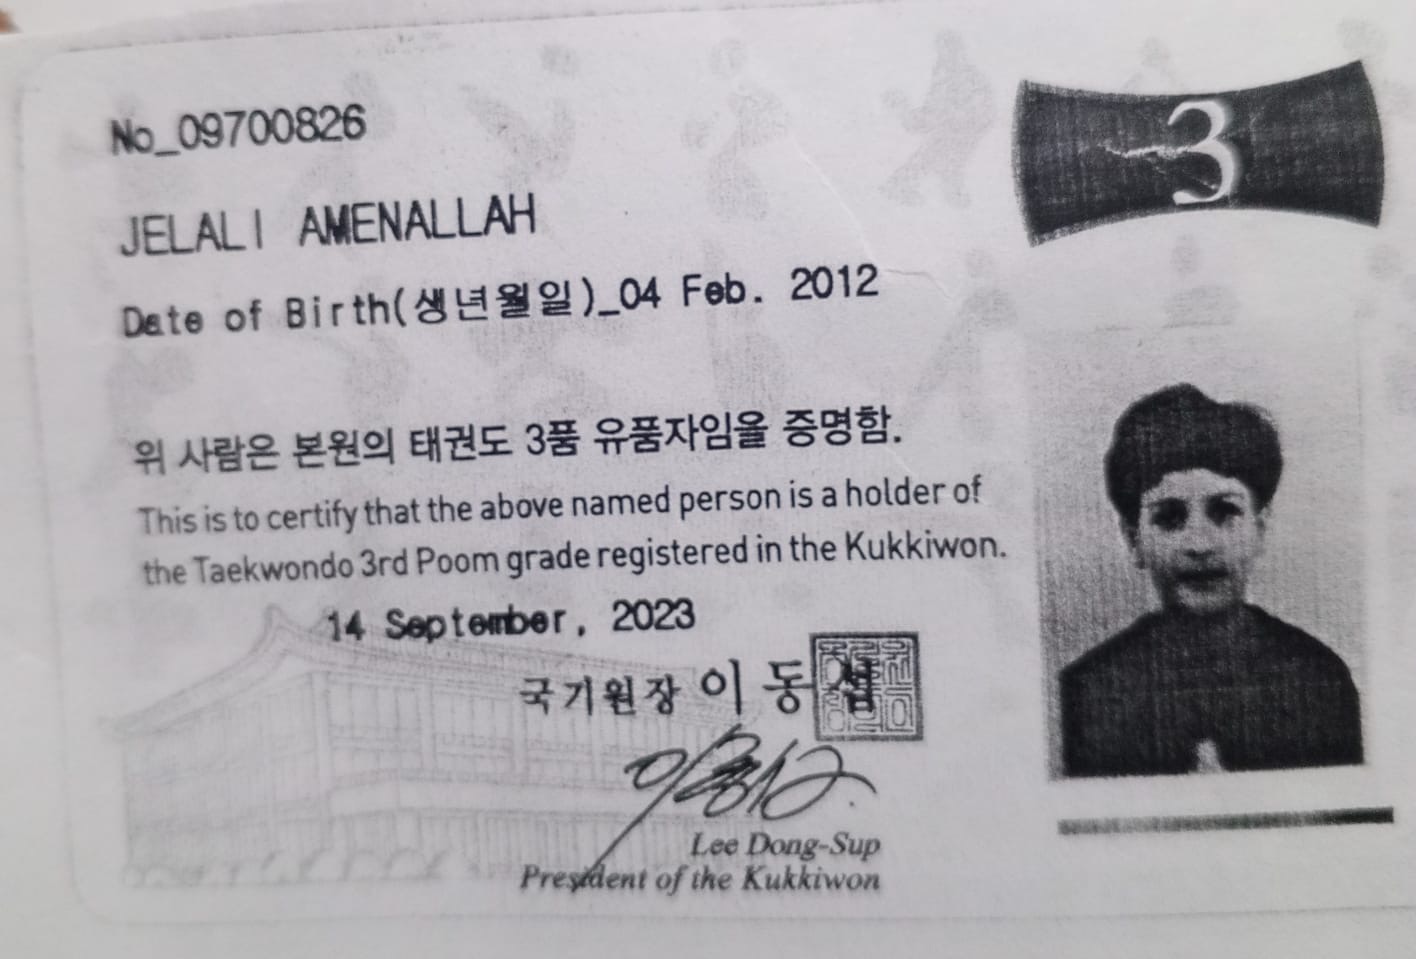 No_09700826
3
JELALI AMENALLAH
Date of Birth(생년월일)_04 Feb. 2012
위 사람은 본원의 태권도 3품 유품자임을 증명함.
This is to certify that the above named person is a holder of
the Taekwondo 3rd Poom grade registered in the Kukkiwon.
14 September, 2023
국기원장 이동섭
Lee Dong-Sup
President of the Kukkiwon